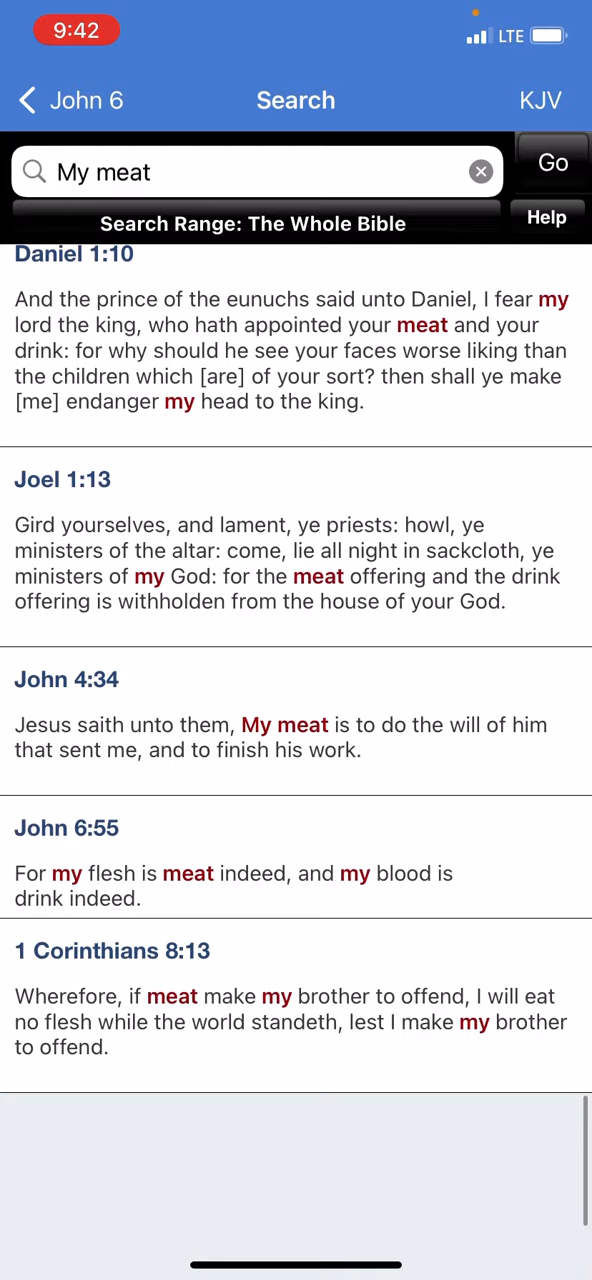 9:42
LTE
John 6
Search
KJV
My meat
Go
Search Range: The Whole Bible
Help
Daniel 1:10
And the prince of the eunuchs said unto Daniel, I fear my
lord the king, who hath appointed your meat and your
drink: for why should he see your faces worse liking than
the children which [are] of your sort? then shall ye make
[me] endanger my head to the king.
Joel 1:13
Gird yourselves, and lament, ye priests: howl, ye
ministers of the altar: come, lie all night in sackcloth, ye
ministers of my God: for the meat offering and the drink
offering is withholden from the house of your God.
John 4:34
Jesus saith unto them, My meat is to do the will of him
that sent me, and to finish his work.
John 6:55
For my flesh is meat indeed, and my blood is
drink indeed.
1 Corinthians 8:13
Wherefore, if meat make my brother to offend, I will eat
no flesh while the world standeth, lest I make my brother
to offend.